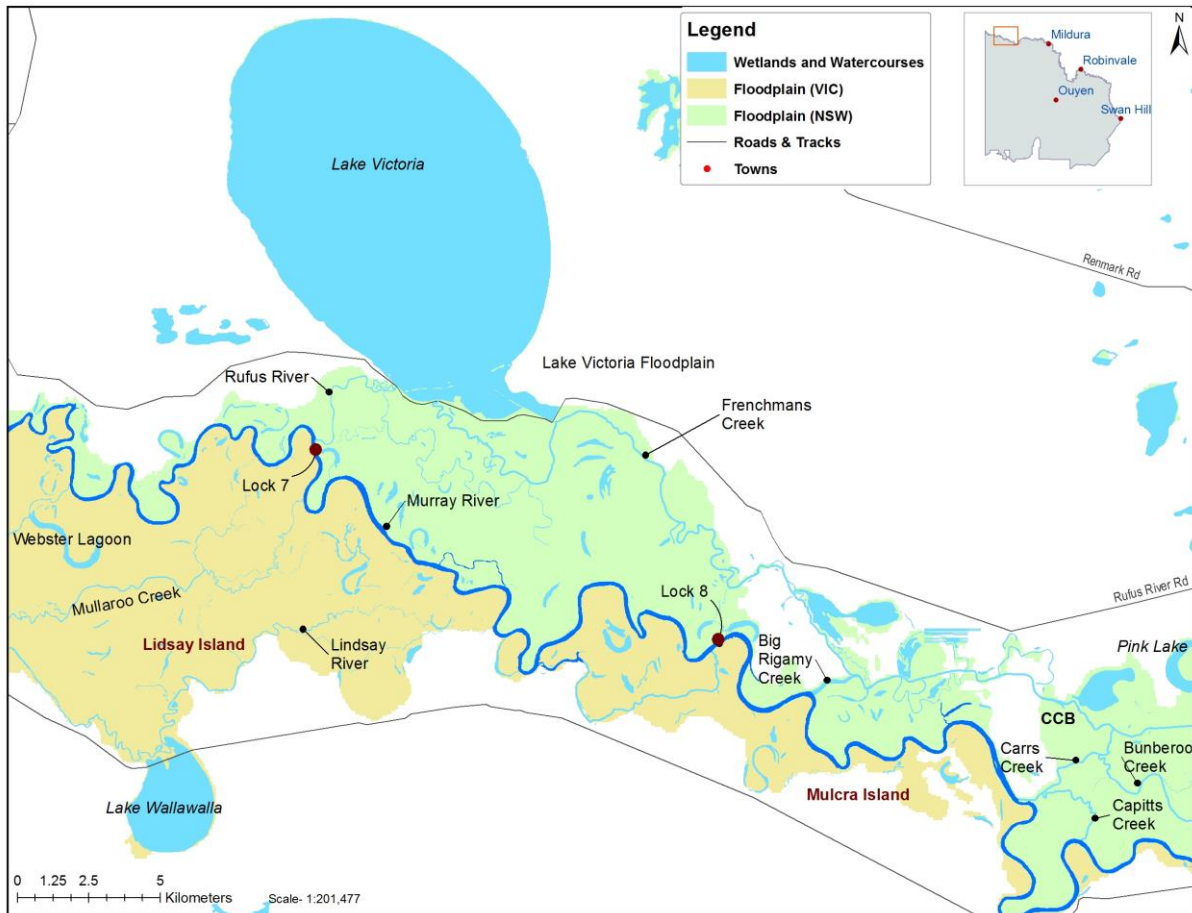 Legend
Wetlands and Watercourses
Floodplain (VIC)
Floodplain (NSW)
Roads & Tracks
Towns
N
Mildura
Robinvale
Ouyen
Swan Hill
Lake Victoria
Renmark Rd
Rufus River
Lake Victoria Floodplain
Frenchmans
Creek
Lock 7
Murray River
Webster Lagoon
Mullaroo Creek
Lidsay Island
Lindsay
River
Lock 8
Big
Rigamy
Creek
Rufus River Rd
Pink Lake
CCB
Carrs
Creek
Bunberoo
Creek
Capitts
Creek
Mulcra Island
Lake Wallawalla
0 1.25 2.5 5
Kilometers
Scale- 1:201,477